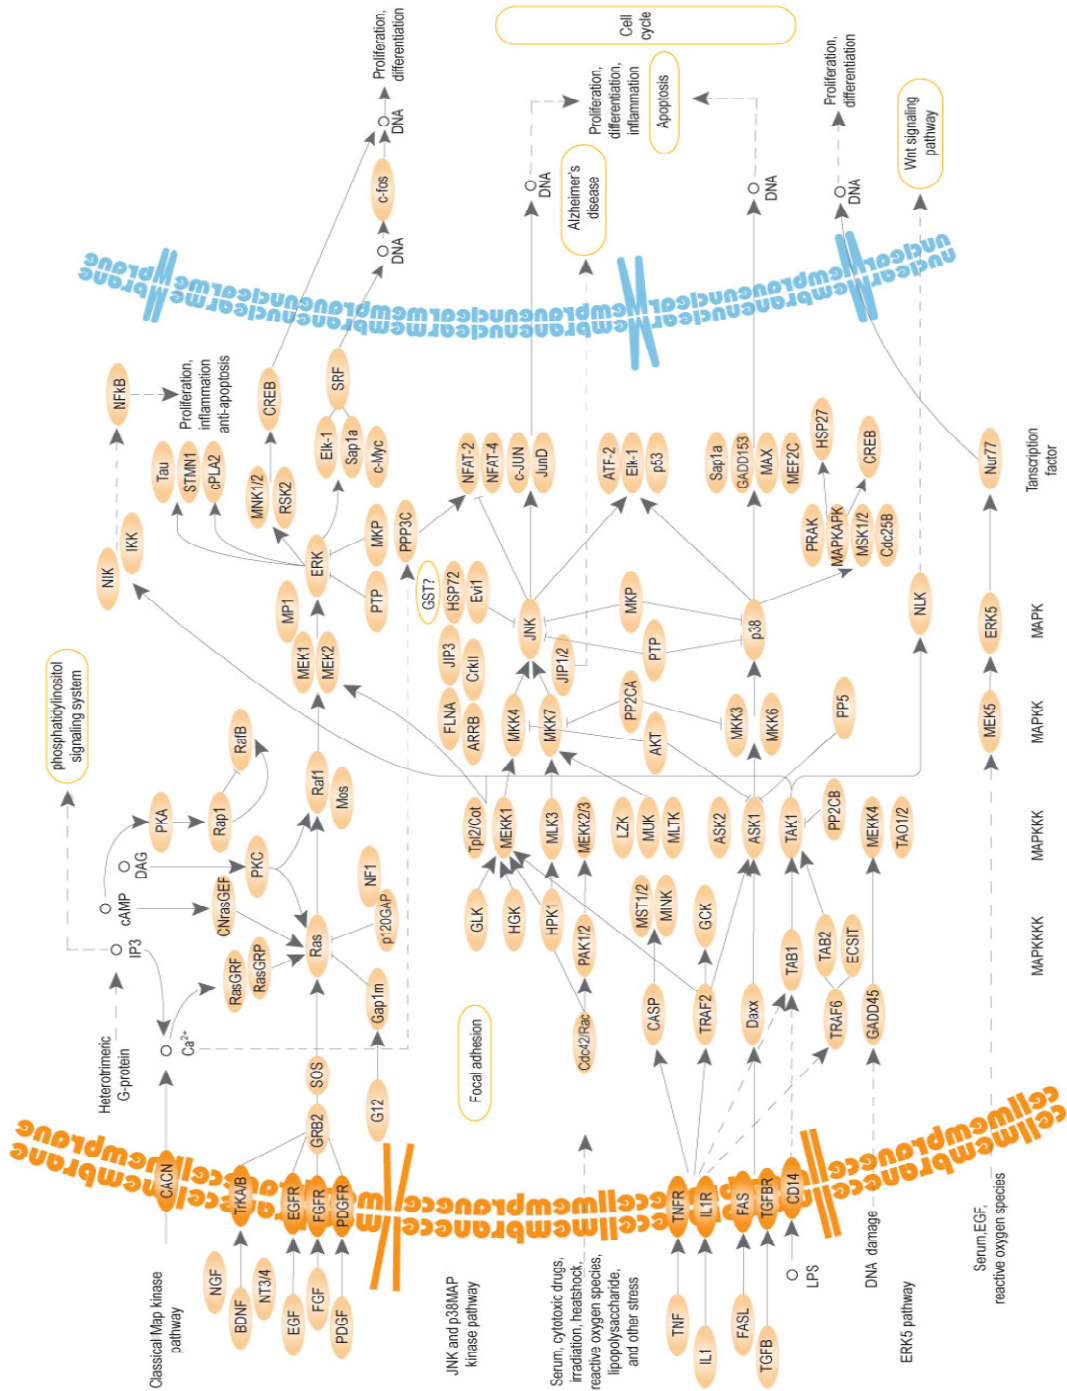 Classical Map kinase
pathway
Heterotrimeric
G-protein
phosphatidylinositol
signaling system
cAMP
IP3
DAG
Ca²⁺
CACN
NGF
BDNF
NT3/4
TrKA/B
EGF
EGFR
FGF
FGFR
PDGF
PDGFR
GRB2
SOS
G12
Gap1m
RasGRF
RasGRP
CNrasGEF
PKA
Rap1
RafB
PKC
Ras
p120GAP
NF1
Raf1
Mos
MEK1
MEK2
MP1
ERK
PTP
MKP
NIK
IKK
NFkB
Proliferation,
inflammation
anti-apoptosis
Tau
STMN1
cPLA2
MNK1/2
RSK2
CREB
Elk-1
Sap1a
c-Myc
SRF
DNA
c-fos
DNA
Proliferation,
differentiation
PPP3C
JNK and p38MAP
kinase pathway
Focal adhesion
Serum, cytotoxic drugs,
irradiation, heatshock,
reactive oxygen species,
lipopolysaccharide,
and other stress
Cdc42/Rac
PAK1/2
GLK
HGK
HPK1
Tpl2/Cot
MEKK1
MLK3
MEKK2/3
LZK
MUK
MLTK
FLNA
ARRB
JIP3
CrkII
GST?
HSP72
Evi1
MKK4
MKK7
JNK
JIP1/2
NFAT-2
NFAT-4
c-JUN
JunD
DNA
Proliferation,
differentiation,
inflammation
Alzheimer's
disease
Apoptosis
Cell
cycle
PP2CA
AKT
PTP
MKP
ATF-2
Elk-1
p53
TNF
TNFR
IL1
IL1R
FASL
FAS
TGFB
TGFBR
LPS
CD14
CASP
MST1/2
MINK
TRAF2
GCK
Daxx
TAB1
TRAF6
TAB2
ECSIT
ASK2
ASK1
TAK1
PP2CB
PP5
MKK3
MKK6
p38
Sap1a
GADD153
MAX
MEF2C
DNA
PRAK
MAPKAPK
MSK1/2
Cdc25B
HSP27
CREB
Proliferation,
differentiation
DNA
DNA damage
GADD45
MEKK4
TAO1/2
NLK
Wnt signaling
pathway
ERK5 pathway
Serum,EGF,
reactive oxygen species
MEK5
ERK5
Nur77
MAPKKKK
MAPKKK
MAPKK
MAPK
Tanscription
factor